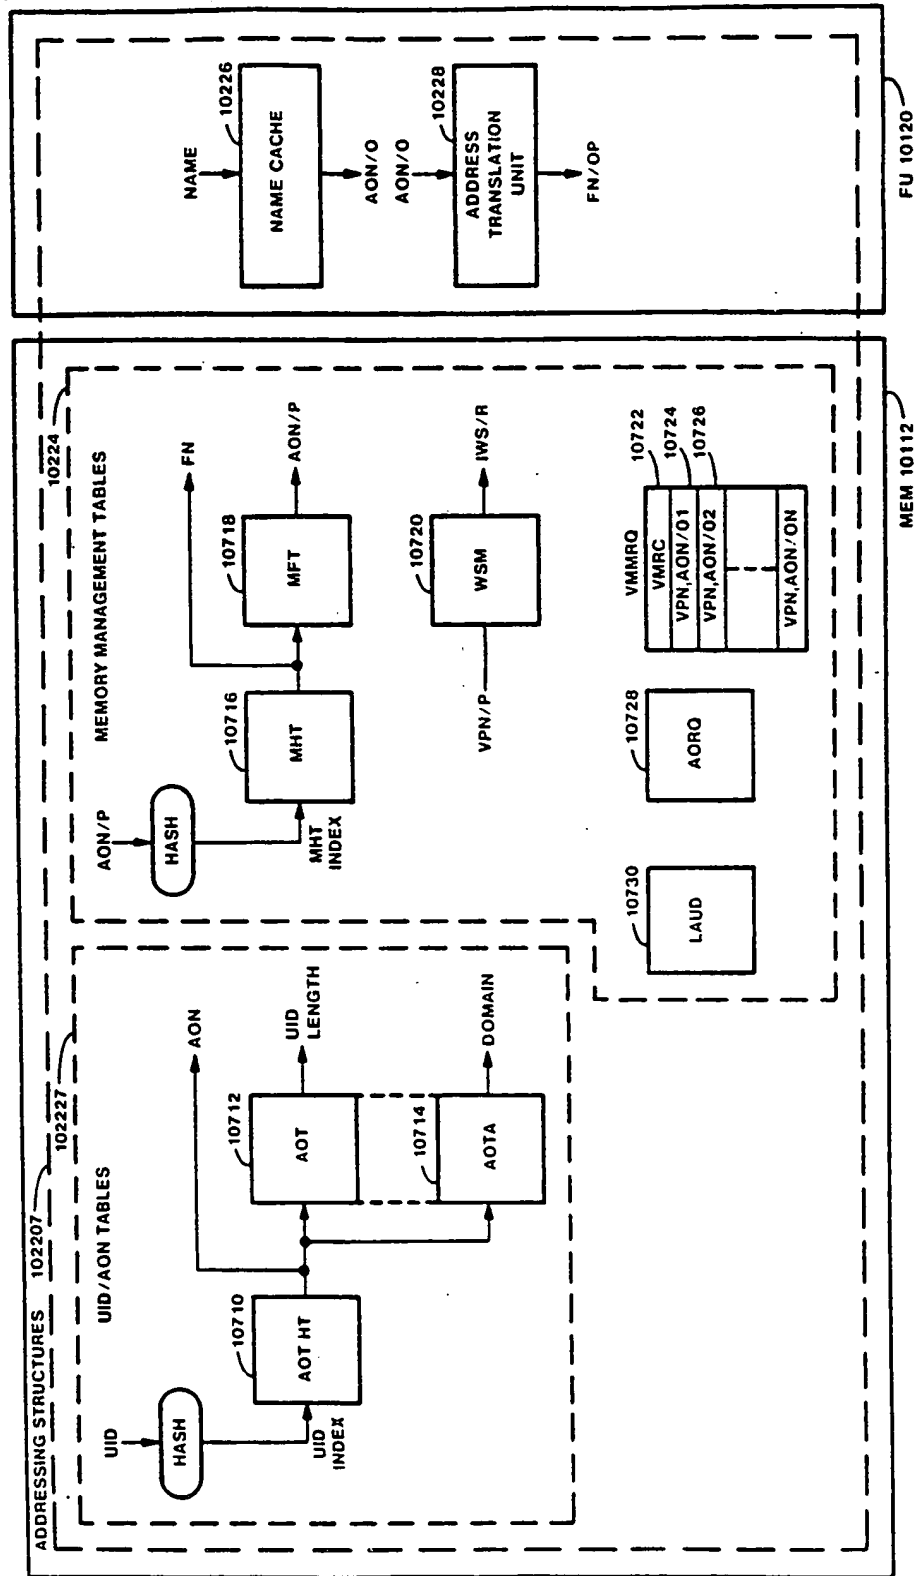 ADDRESSING STRUCTURES 102207
102227
UID/AON TABLES
UID
HASH
UID
INDEX
10710
AOT HT
AON
10712
AOT
UID
LENGTH
10714
AOTA
DOMAIN
10224
MEMORY MANAGEMENT TABLES
AON/P
HASH
MHT
INDEX
10716
MHT
FN
10718
MFT
AON/P
VPN/P
10720
WSM
IWS/R
10730
LAUD
10728
AORQ
VMMRQ
VMRC
10722
VPN,AON/O1
10724
VPN,AON/O2
10726
VPN,AON/ON
MEM 10112
NAME
10226
NAME CACHE
AON/O
AON/O
10228
ADDRESS
TRANSLATION
UNIT
FN/OP
FU 10120